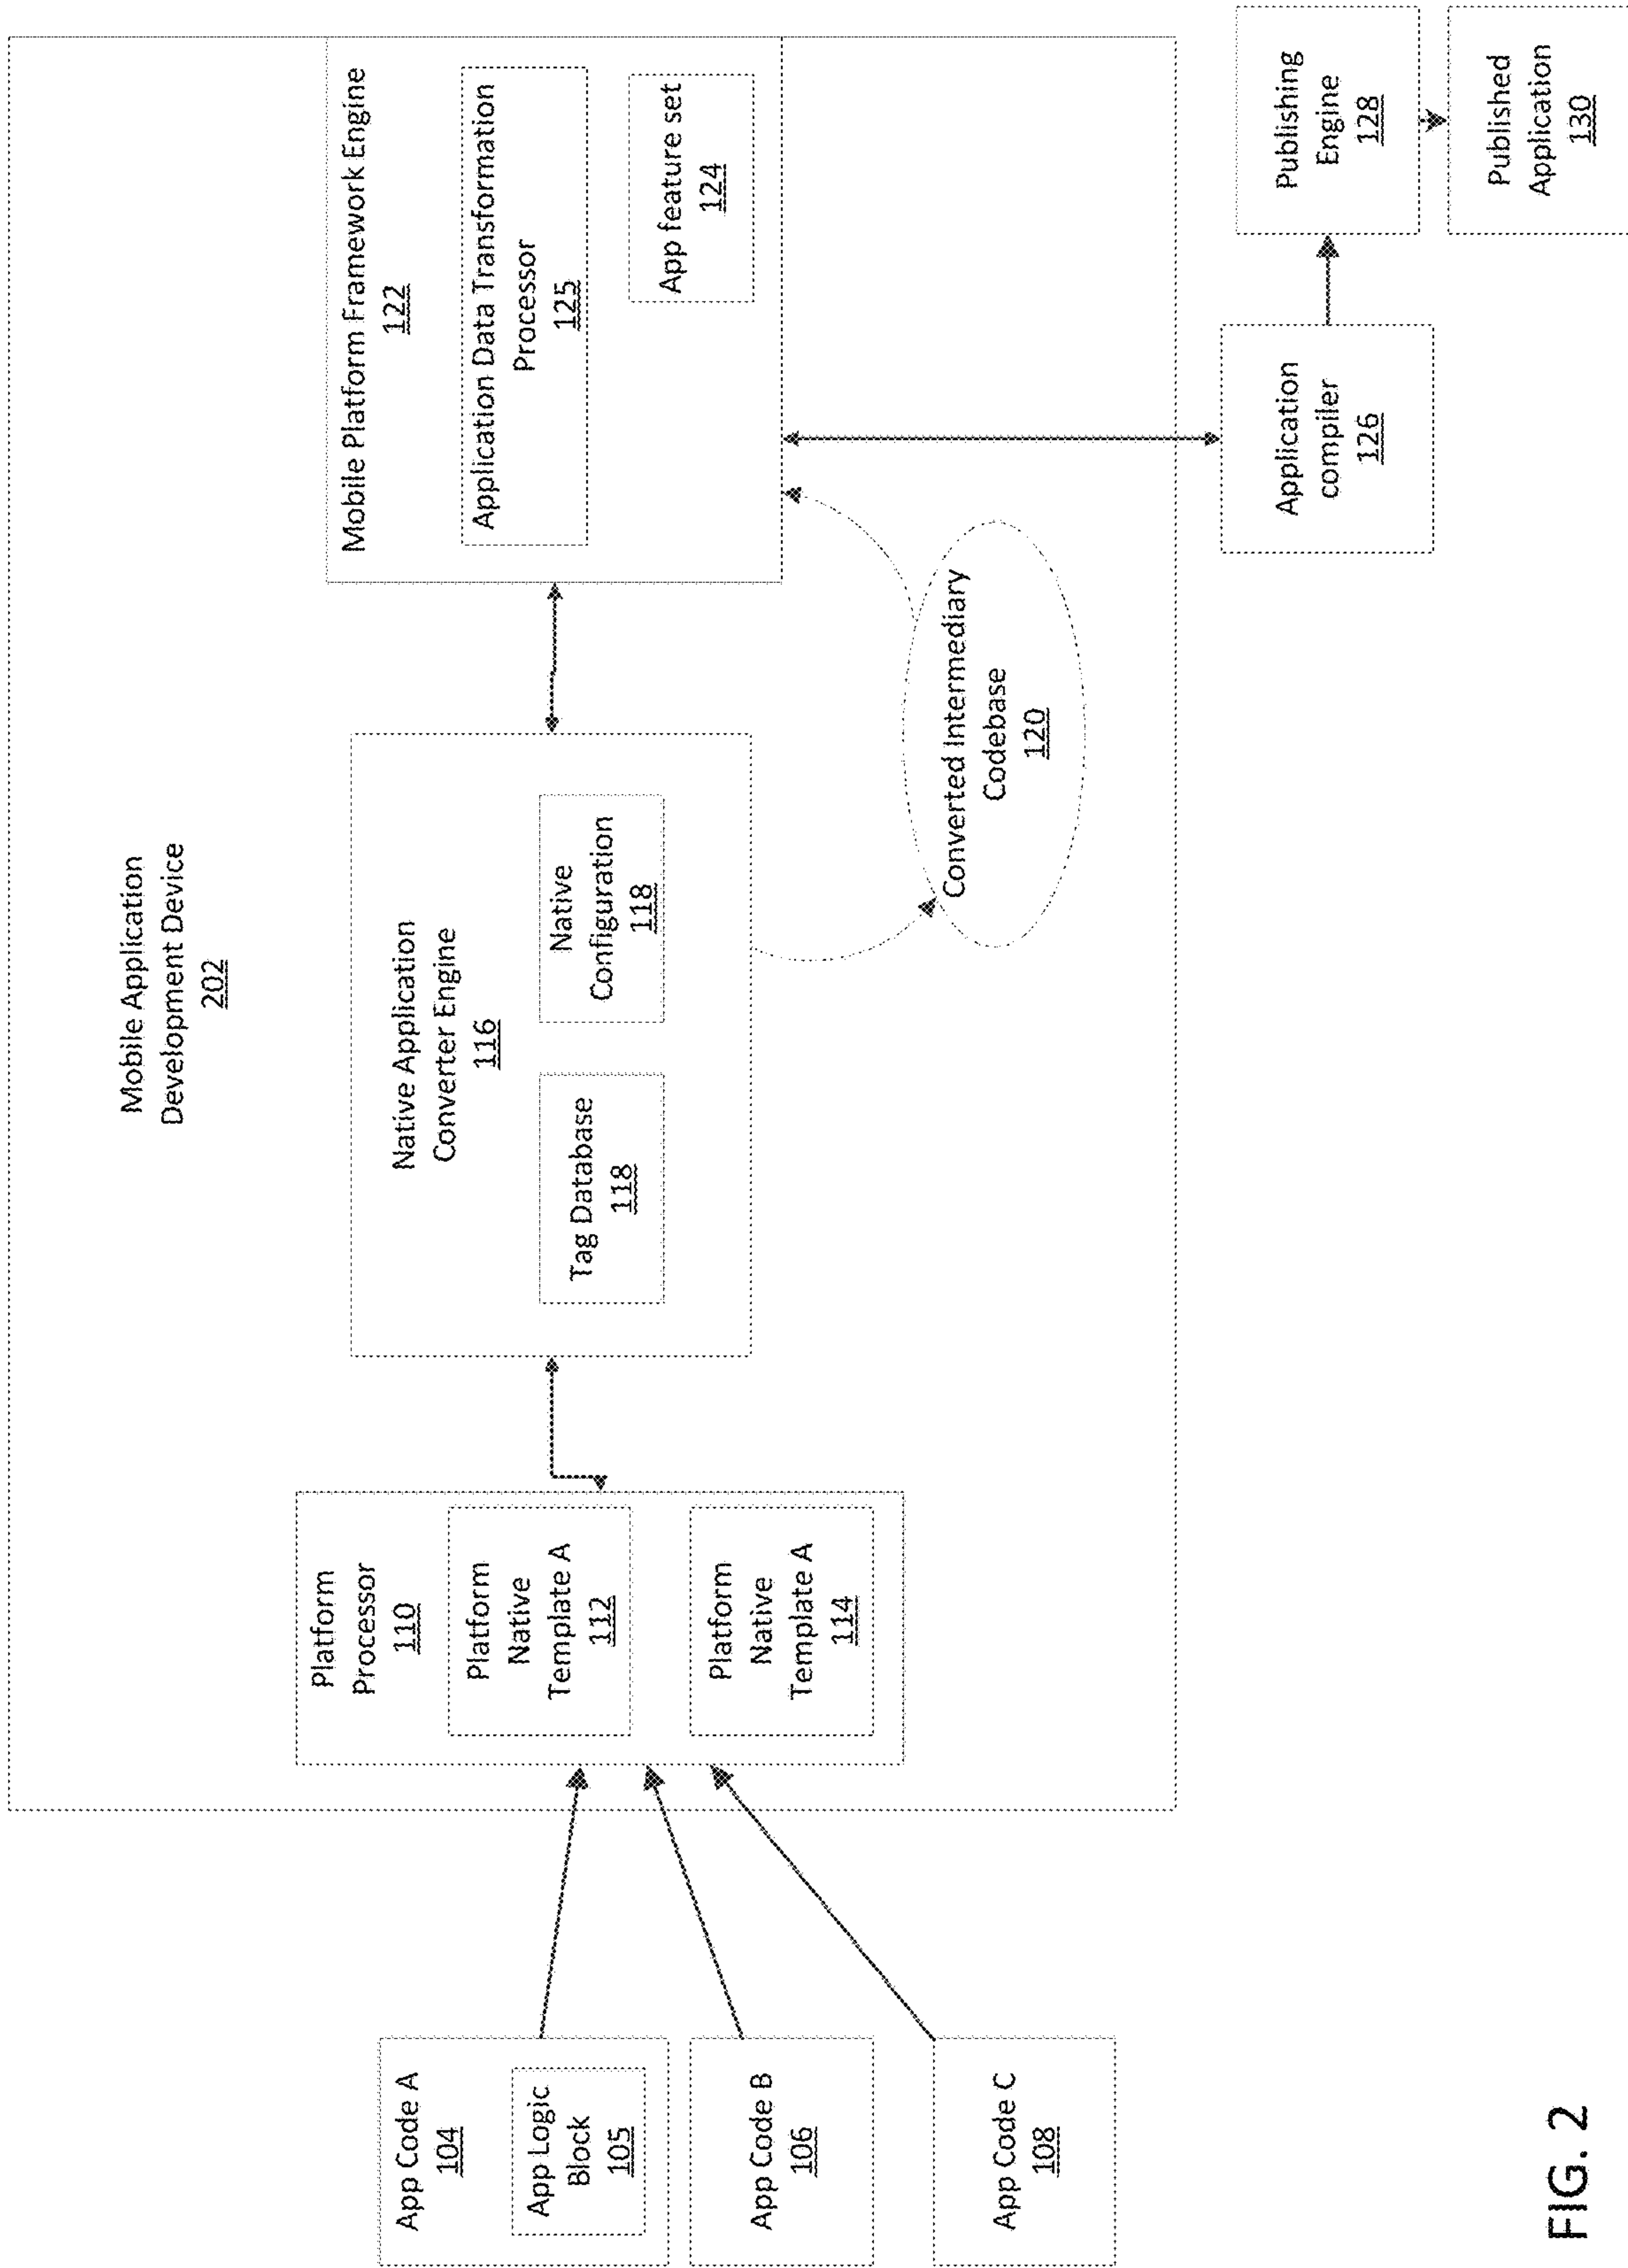 Mobile Application
Development Device
202
App Code A
104
App Logic
Block
105
App Code B
106
App Code C
108
Platform
Processor
110
Platform
Native
Template A
112
Platform
Native
Template A
114
Native Application
Converter Engine
116
Tag Database
118
Native
Configuration
118
Converted Intermediary
Codebase
120
Mobile Platform Framework Engine
122
Application Data Transformation
Processor
125
App feature set
124
Application
compiler
126
Publishing
Engine
128
Published
Application
130
FIG. 2